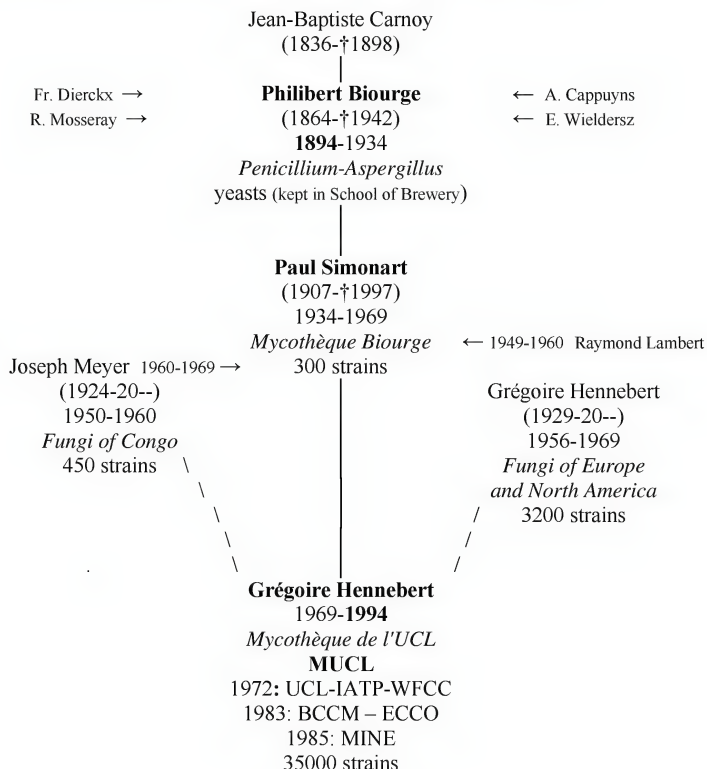 Jean-Baptiste Carnoy
(1836-†1898)
Fr. Dierckx →
Philibert Biourge
← A. Cappuyns
R. Mosseray →
(1864-†1942)
← E. Wieldersz
1894-1934
Penicillium-Aspergillus
yeasts (kept in School of Brewery)
Paul Simonart
(1907-†1997)
1934-1969
Mycothèque Biourge
← 1949-1960 Raymond Lambert
Joseph Meyer 1960-1969 →
300 strains
(1924-20--)
1950-1960
Fungi of Congo
450 strains
Grégoire Hennebert
(1929-20--)
1956-1969
Fungi of Europe
and North America
3200 strains
Grégoire Hennebert
1969-1994
Mycothèque de l'UCL
MUCL
1972: UCL-IATP-WFCC
1983: BCCM – ECCO
1985: MINE
35000 strains